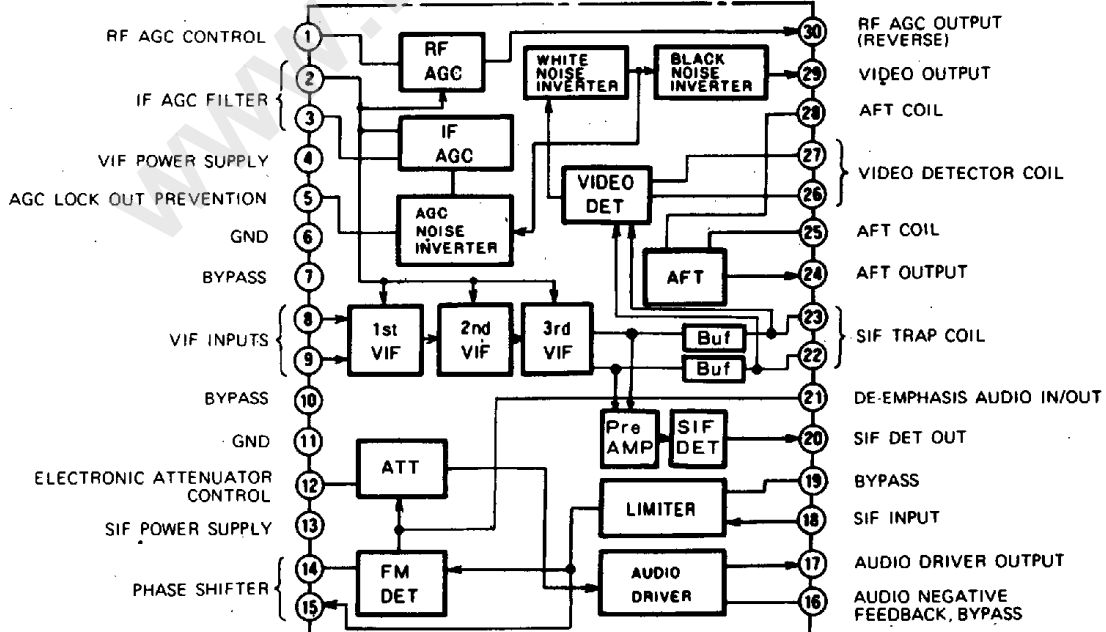 www.
RF AGC CONTROL
1
IF AGC FILTER
2
3
VIF POWER SUPPLY
4
AGC LOCK OUT PREVENTION
5
GND
6
BYPASS
7
VIF INPUTS
8
9
BYPASS
10
GND
11
ELECTRONIC ATTENUATOR
CONTROL
12
SIF POWER SUPPLY
13
PHASE SHIFTER
14
15
RF
AGC
IF
AGC
AGC
NOISE
INVERTER
WHITE
NOISE
INVERTER
BLACK
NOISE
INVERTER
VIDEO
DET
AFT
1st
VIF
2nd
VIF
3rd
VIF
Buf
Buf
Pre
AMP
SIF
DET
ATT
LIMITER
FM
DET
AUDIO
DRIVER
30
RF AGC OUTPUT
(REVERSE)
29
VIDEO OUTPUT
28
AFT COIL
27
26
VIDEO DETECTOR COIL
25
AFT COIL
24
AFT OUTPUT
23
22
SIF TRAP COIL
21
DE-EMPHASIS AUDIO IN/OUT
20
SIF DET OUT
19
BYPASS
18
SIF INPUT
17
AUDIO DRIVER OUTPUT
16
AUDIO NEGATIVE
FEEDBACK, BYPASS